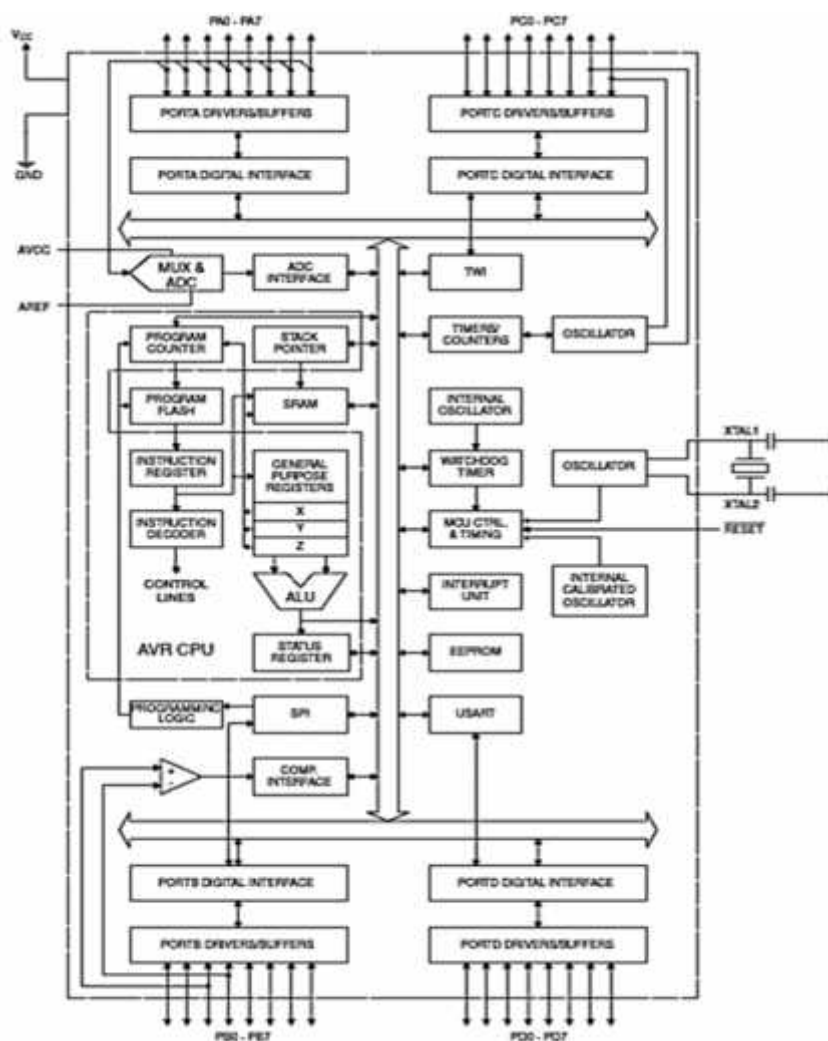 PA0 - PA7
PC0 - PC7
VCC
PORTA DRIVERS/BUFFERS
PORTC DRIVERS/BUFFERS
GND
PORTA DIGITAL INTERFACE
PORTC DIGITAL INTERFACE
AVCC
MUX &
ADC
ADC
INTERFACE
TWI
AREF
PROGRAM
COUNTER
STACK
POINTER
TIMERS/
COUNTERS
OSCILLATOR
PROGRAM
FLASH
SRAM
INTERNAL
OSCILLATOR
XTAL1
INSTRUCTION
REGISTER
GENERAL
PURPOSE
REGISTERS
WATCHDOG
TIMER
OSCILLATOR
XTAL2
X
INSTRUCTION
DECODER
Y
MCU CTRL.
& TIMING
RESET
Z
CONTROL
LINES
ALU
INTERRUPT
UNIT
INTERNAL
CALIBRATED
OSCILLATOR
AVR CPU
STATUS
REGISTER
EEPROM
PROGRAMMING
LOGIC
SPI
USART
+
-
COMP.
INTERFACE
PORTB DIGITAL INTERFACE
PORTD DIGITAL INTERFACE
PORTB DRIVERS/BUFFERS
PORTD DRIVERS/BUFFERS
PB0 - PB7
PD0 - PD7